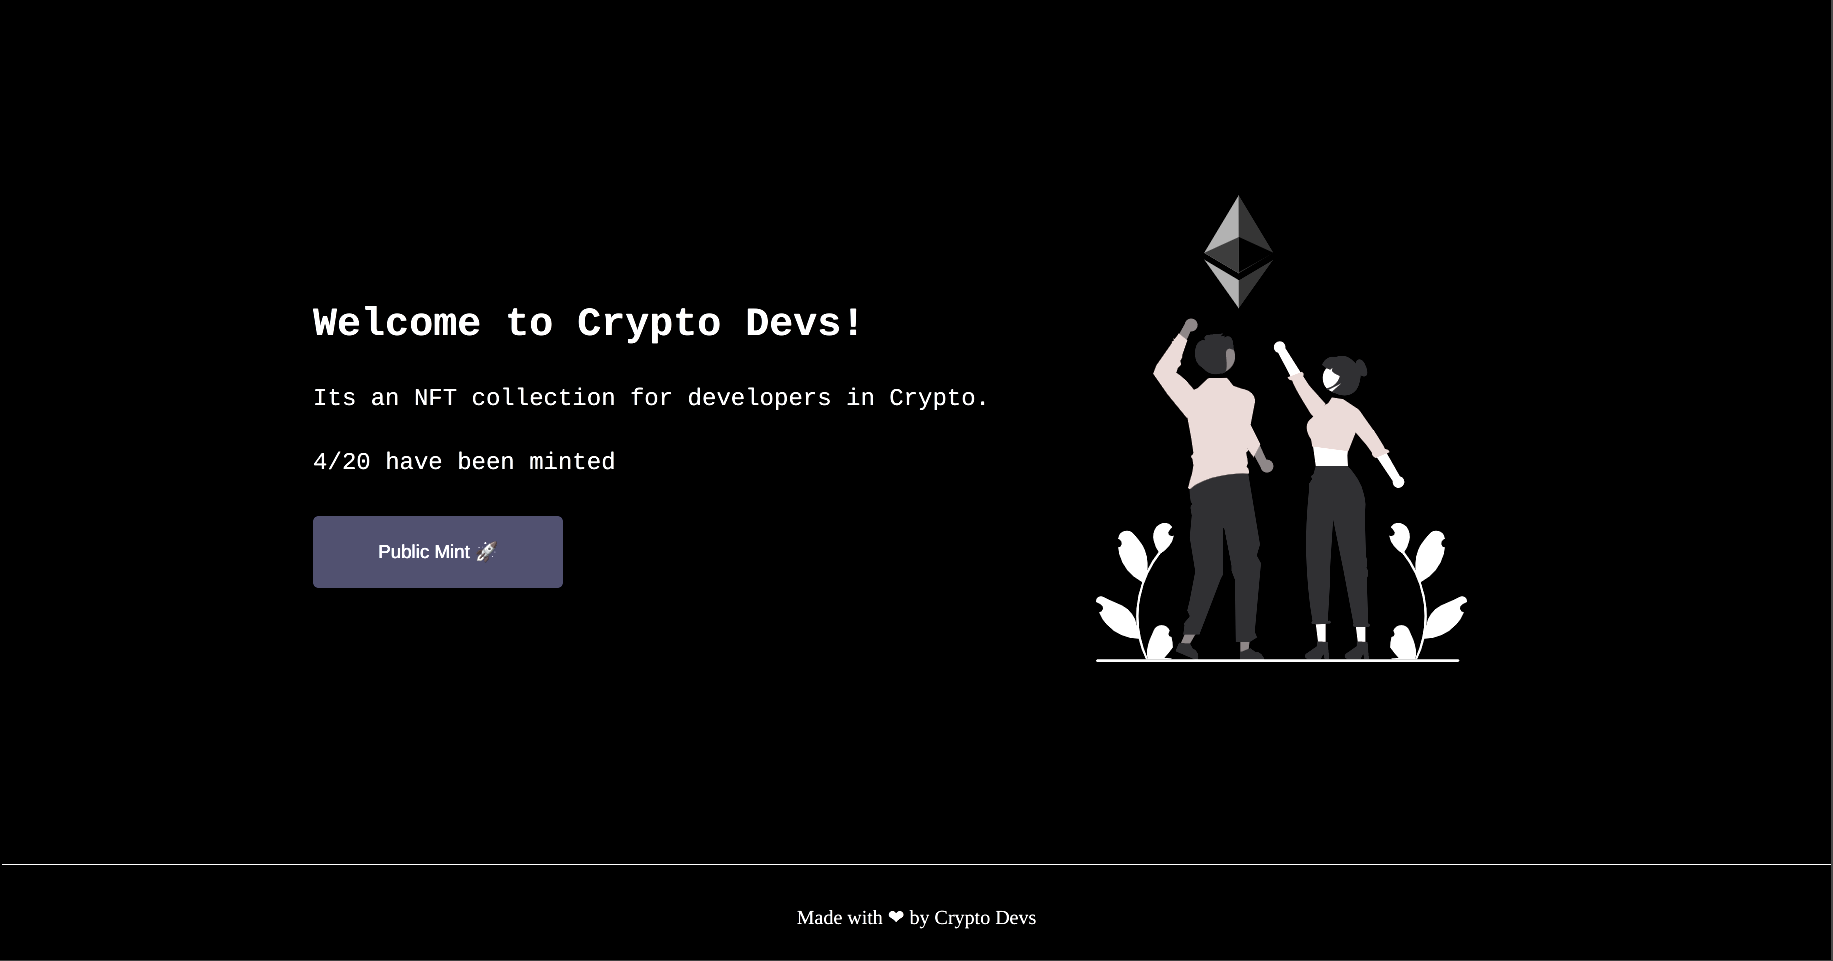 Welcome to Crypto Devs!
Its an NFT collection for developers in Crypto.
4/20 have been minted
Public Mint 🚀
Made with ❤ by Crypto Devs